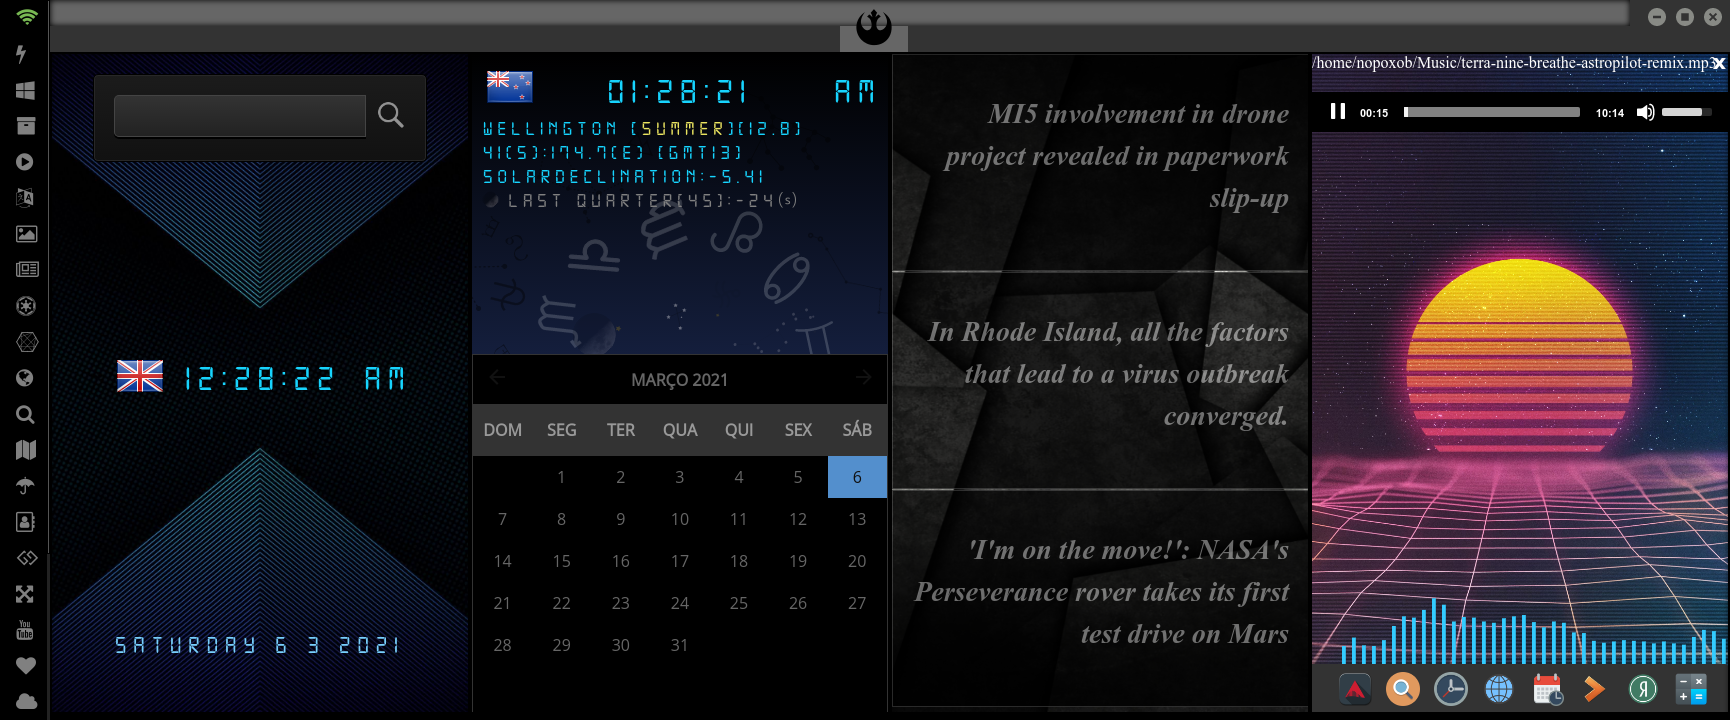 12:28:22 AM
SATURDAY 6 3 2021
01:28:21 AM
WELLINGTON (SUMMER)(12.8)
41(S):174.7(E) (GMT13)
SOLARDECLINATION:-5.41
LAST QUARTER(45):-24(s)
MARÇO 2021
DOM SEG TER QUA QUI SEX SÁB
1 2 3 4 5 6
7 8 9 10 11 12 13
14 15 16 17 18 19 20
21 22 23 24 25 26 27
28 29 30 31
MI5 involvement in drone
project revealed in paperwork
slip-up
In Rhode Island, all the factors
that lead to a virus outbreak
converged.
'I'm on the move!': NASA's
Perseverance rover takes its first
test drive on Mars
/home/nopoxob/Music/terra-nine-breathe-astropilot-remix.mp3
x
00:15 10:14
You
Tube
Я